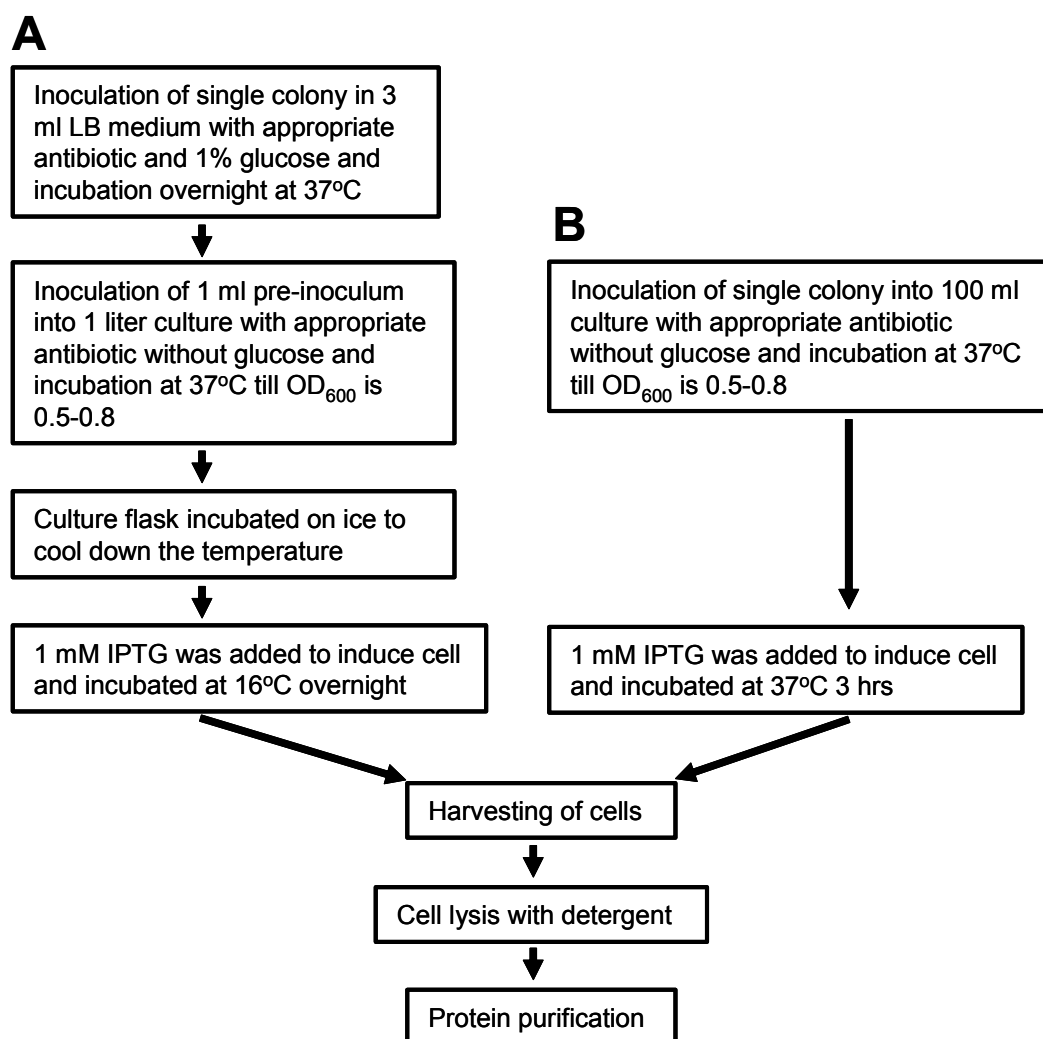 A
Inoculation of single colony in 3
ml LB medium with appropriate
antibiotic and 1% glucose and
incubation overnight at 37ºC
Inoculation of 1 ml pre-inoculum
into 1 liter culture with appropriate
antibiotic without glucose and
incubation at 37ºC till OD600 is
0.5-0.8
Culture flask incubated on ice to
cool down the temperature
1 mM IPTG was added to induce cell
and incubated at 16ºC overnight
B
Inoculation of single colony into 100 ml
culture with appropriate antibiotic
without glucose and incubation at 37ºC
till OD600 is 0.5-0.8
1 mM IPTG was added to induce cell
and incubated at 37ºC 3 hrs
Harvesting of cells
Cell lysis with detergent
Protein purification